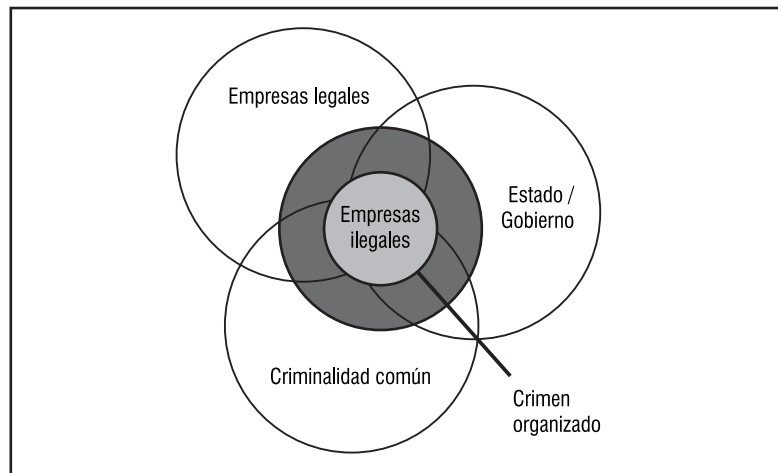 Empresas legales
Estado /
Gobierno
Empresas
ilegales
Criminalidad común
Crimen
organizado